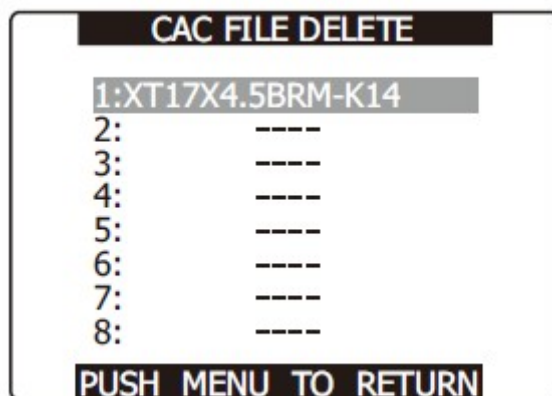 CAC FILE DELETE
1:XT17X4.5BRM-K14
2: ----
3: ----
4: ----
5: ----
6: ----
7: ----
8: ----
PUSH MENU TO RETURN